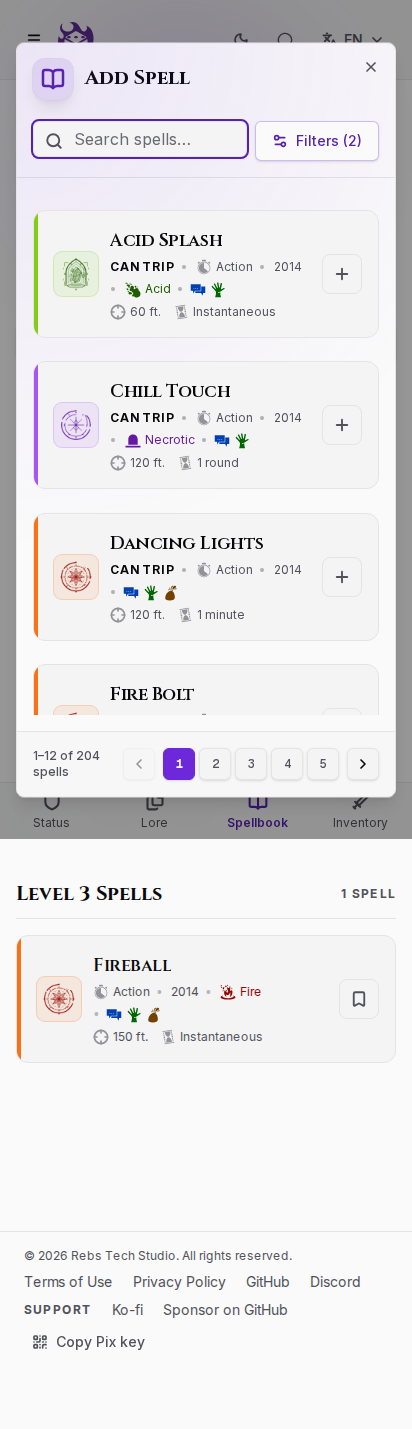 EN
Add Spell
Search spells...
Filters (2)
Acid Splash
CANTRIP • Action • 2014
• Acid •
60 ft. Instantaneous
Chill Touch
CANTRIP • Action • 2014
• Necrotic •
120 ft. 1 round
Dancing Lights
CANTRIP • Action • 2014
•
120 ft. 1 minute
Fire Bolt
1–12 of 204
spells
1 2 3 4 5
Status Lore Spellbook Inventory
Level 3 Spells 1 SPELL
Fireball
Action • 2014 • Fire
•
150 ft. Instantaneous
© 2026 Rebs Tech Studio. All rights reserved.
Terms of Use Privacy Policy GitHub Discord
SUPPORT Ko-fi Sponsor on GitHub
Copy Pix key